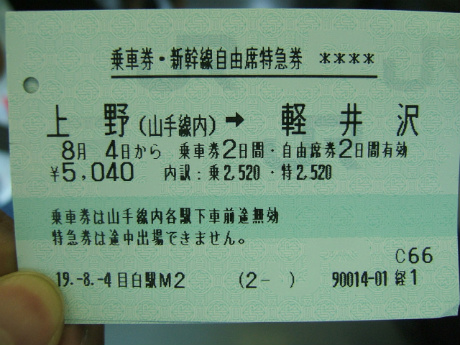 乗車券・新幹線自由席特急券 ****
上野(山手線内) → 軽井沢
8月 4日から 乗車券2日間・自由席券2日間有効
¥5,040 内訳:乗2,520・特2,520
乗車券は山手線内各駅下車前途無効
特急券は途中出場できません。
C66
19.-8.-4 目白駅M2 (2- ) 90014-01 経1